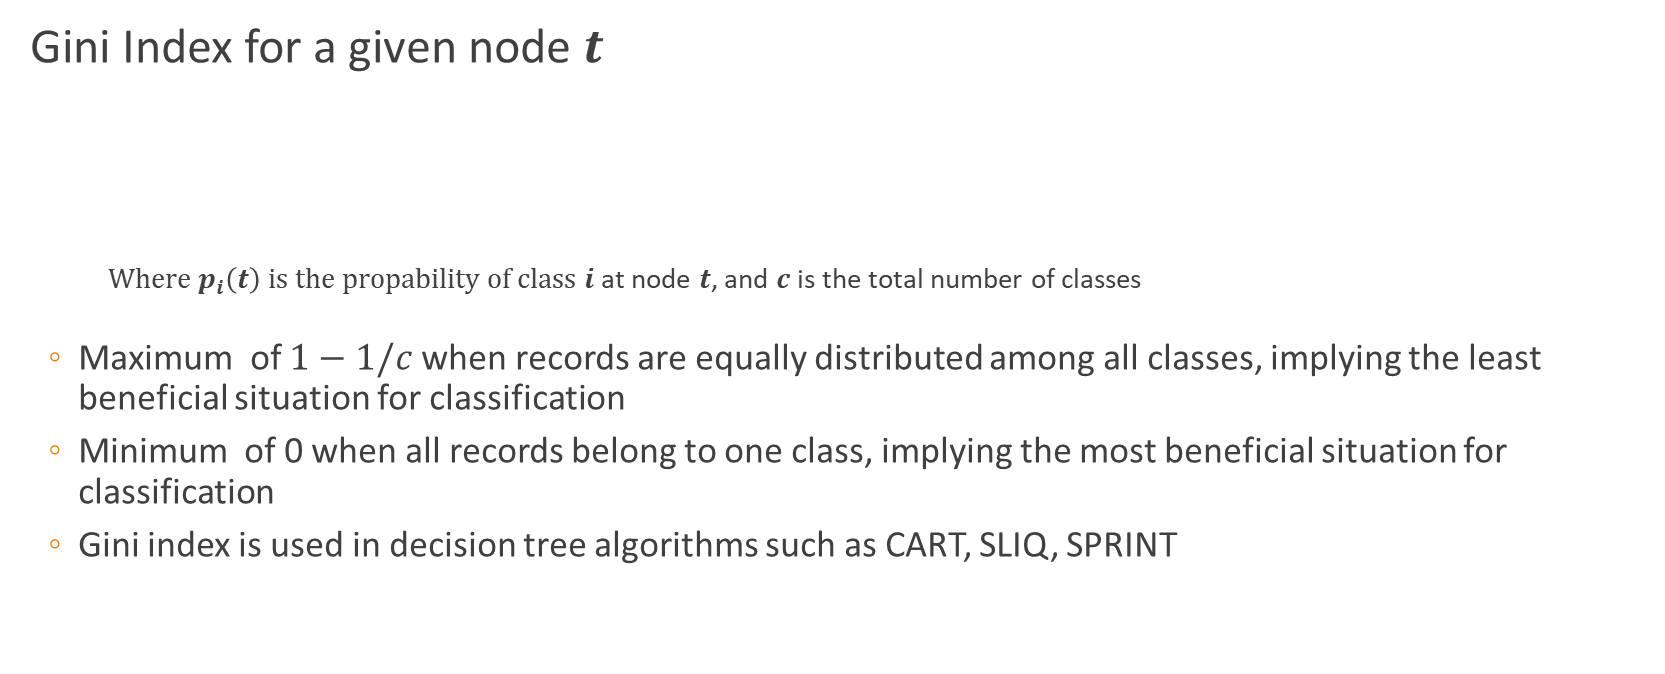 Gini Index for a given node t
Where pᵢ(t) is the propability of class i at node t, and c is the total number of classes
◦ Maximum of 1 − 1/c when records are equally distributed among all classes, implying the least
beneficial situation for classification
◦ Minimum of 0 when all records belong to one class, implying the most beneficial situation for
classification
◦ Gini index is used in decision tree algorithms such as CART, SLIQ, SPRINT